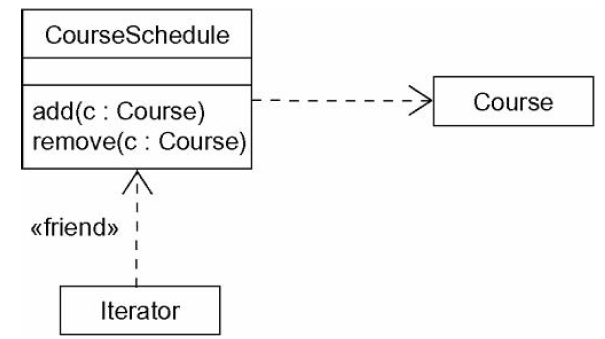 CourseSchedule
add(c : Course)
remove(c : Course)
Course
«friend»
Iterator